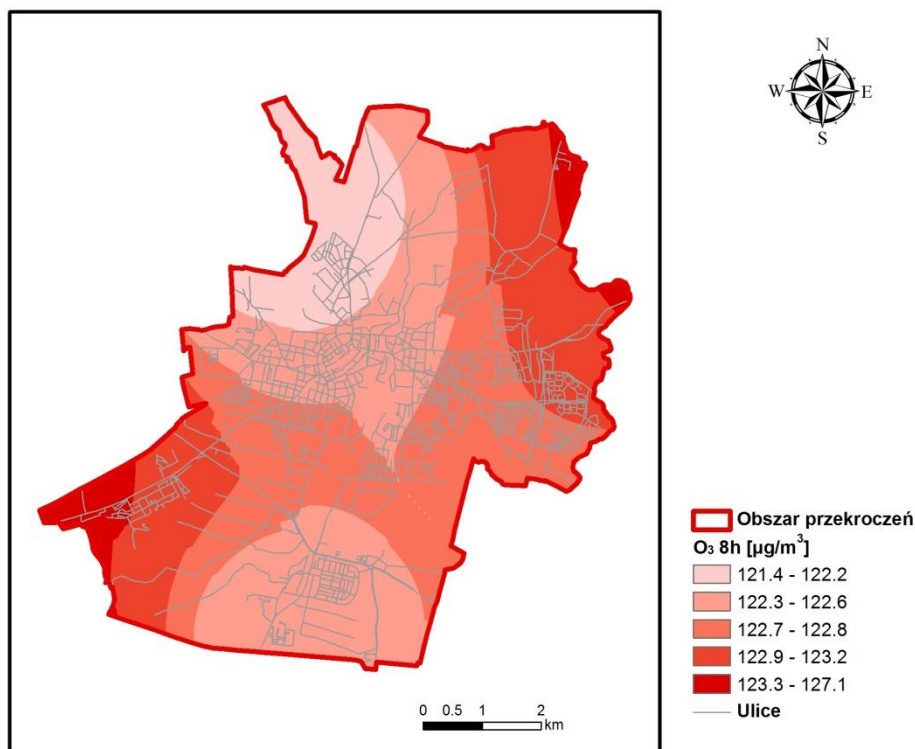 N
W E
S
Obszar przekroczeń
O₃ 8h [µg/m³]
121.4 - 122.2
122.3 - 122.6
122.7 - 122.8
122.9 - 123.2
123.3 - 127.1
Ulice
0 0.5 1 2
km